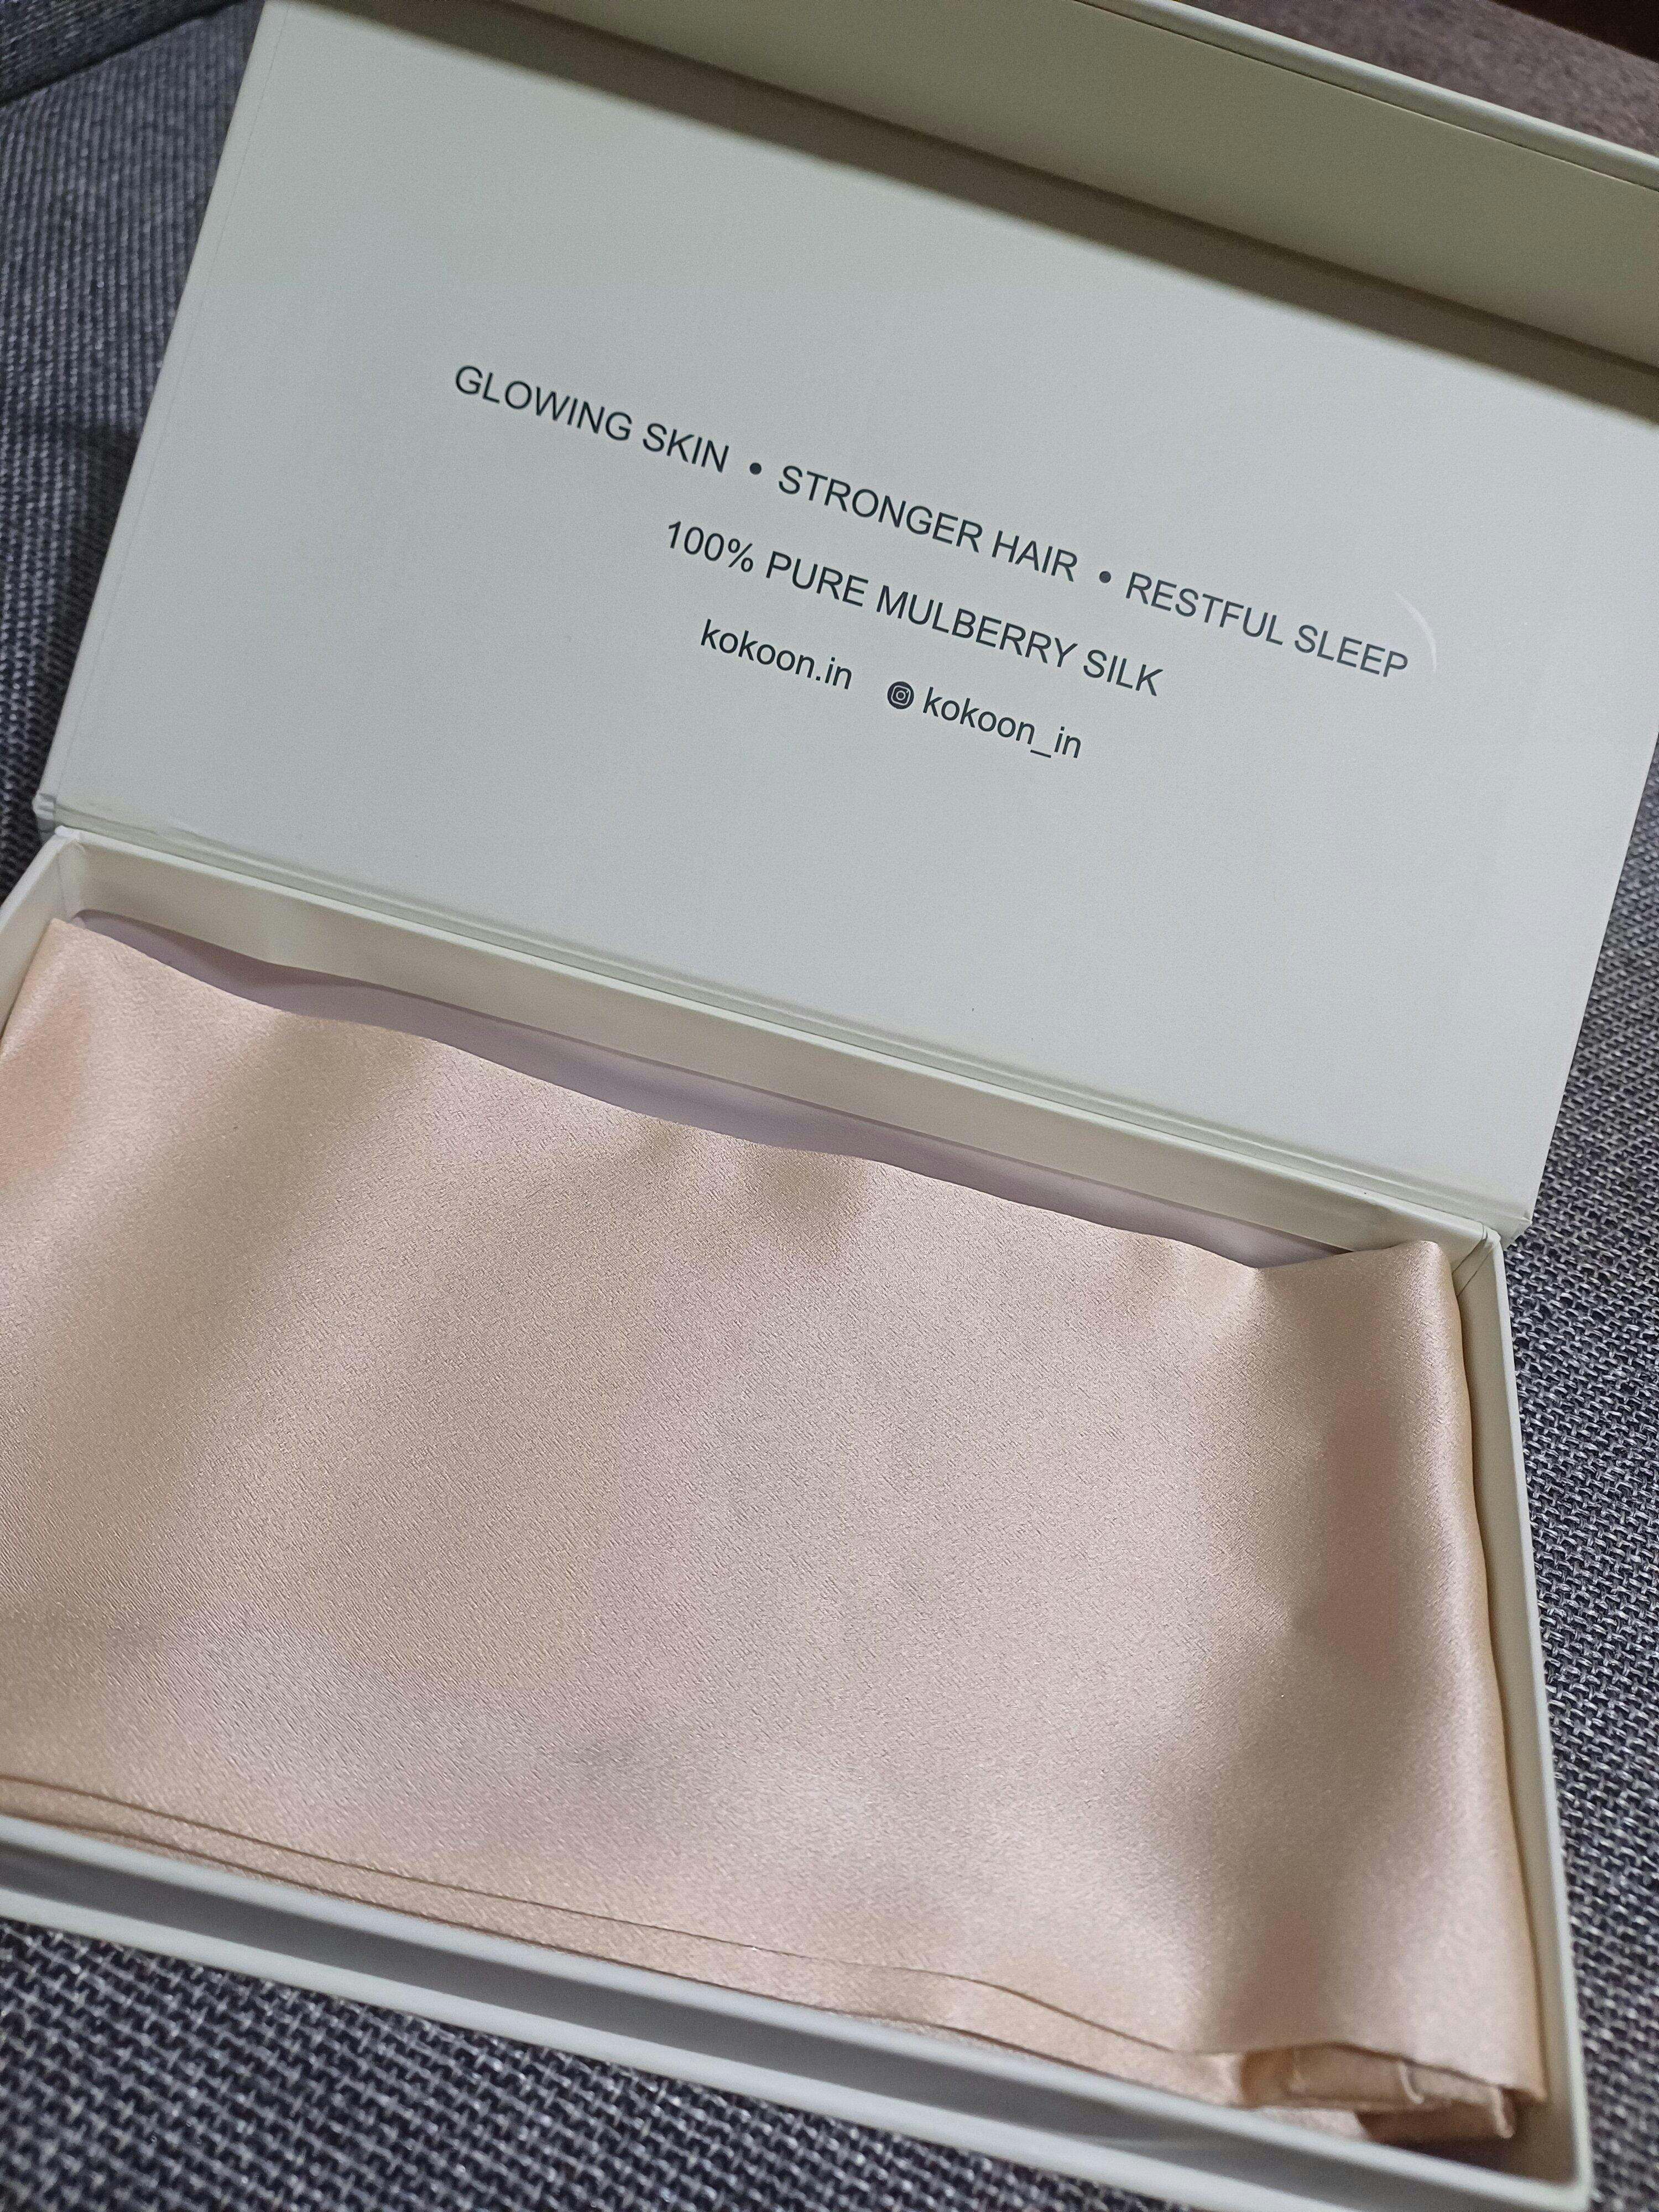 GLOWING SKIN • STRONGER HAIR • RESTFUL SLEEP
100% PURE MULBERRY SILK
kokoon.in kokoon_in